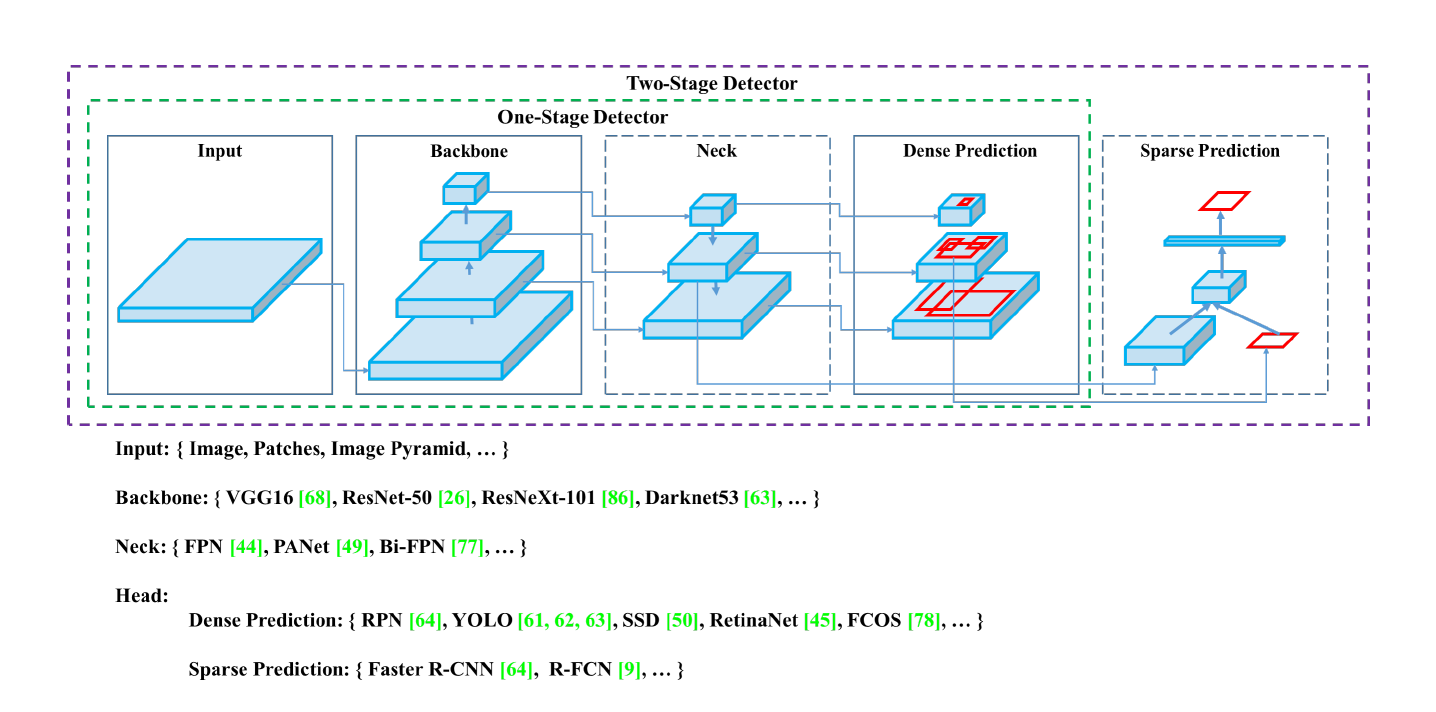 Two-Stage Detector
One-Stage Detector
Input
Backbone
Neck
Dense Prediction
Sparse Prediction
Input: { Image, Patches, Image Pyramid, … }
Backbone: { VGG16 [68], ResNet-50 [26], ResNeXt-101 [86], Darknet53 [63], … }
Neck: { FPN [44], PANet [49], Bi-FPN [77], … }
Head:
Dense Prediction: { RPN [64], YOLO [61, 62, 63], SSD [50], RetinaNet [45], FCOS [78], … }
Sparse Prediction: { Faster R-CNN [64], R-FCN [9], … }